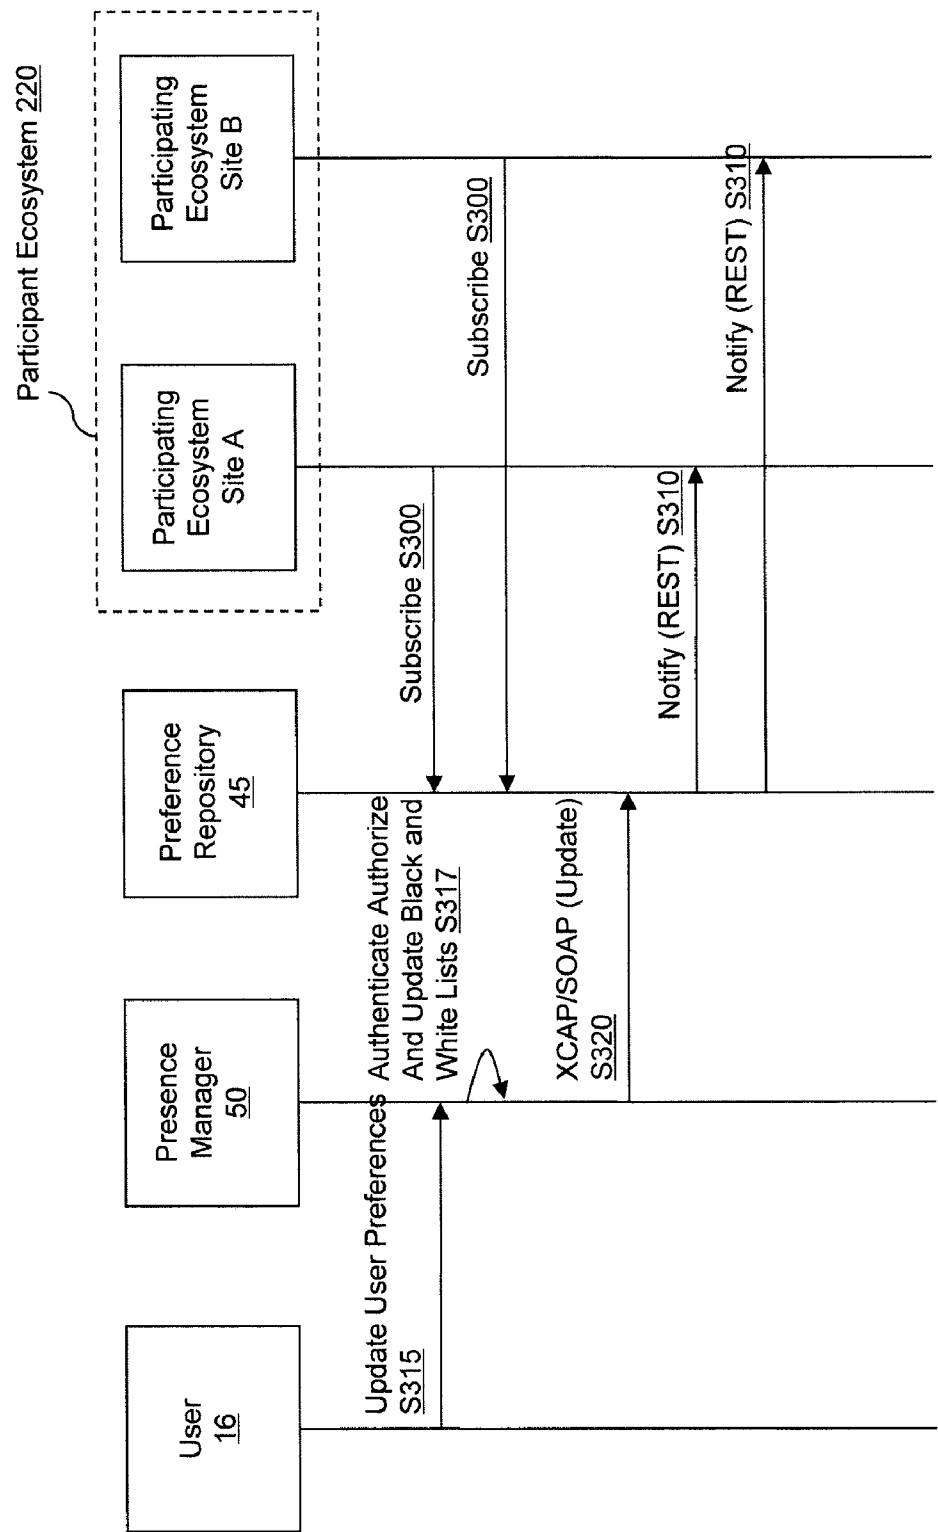 Participant Ecosystem 220
User
16
Presence
Manager
50
Preference
Repository
45
Participating
Ecosystem
Site A
Participating
Ecosystem
Site B
Update User Preferences
S315
Authenticate Authorize
And Update Black and
White Lists S317
Subscribe S300
Subscribe S300
XCAP/SOAP (Update)
S320
Notify (REST) S310
Notify (REST) S310